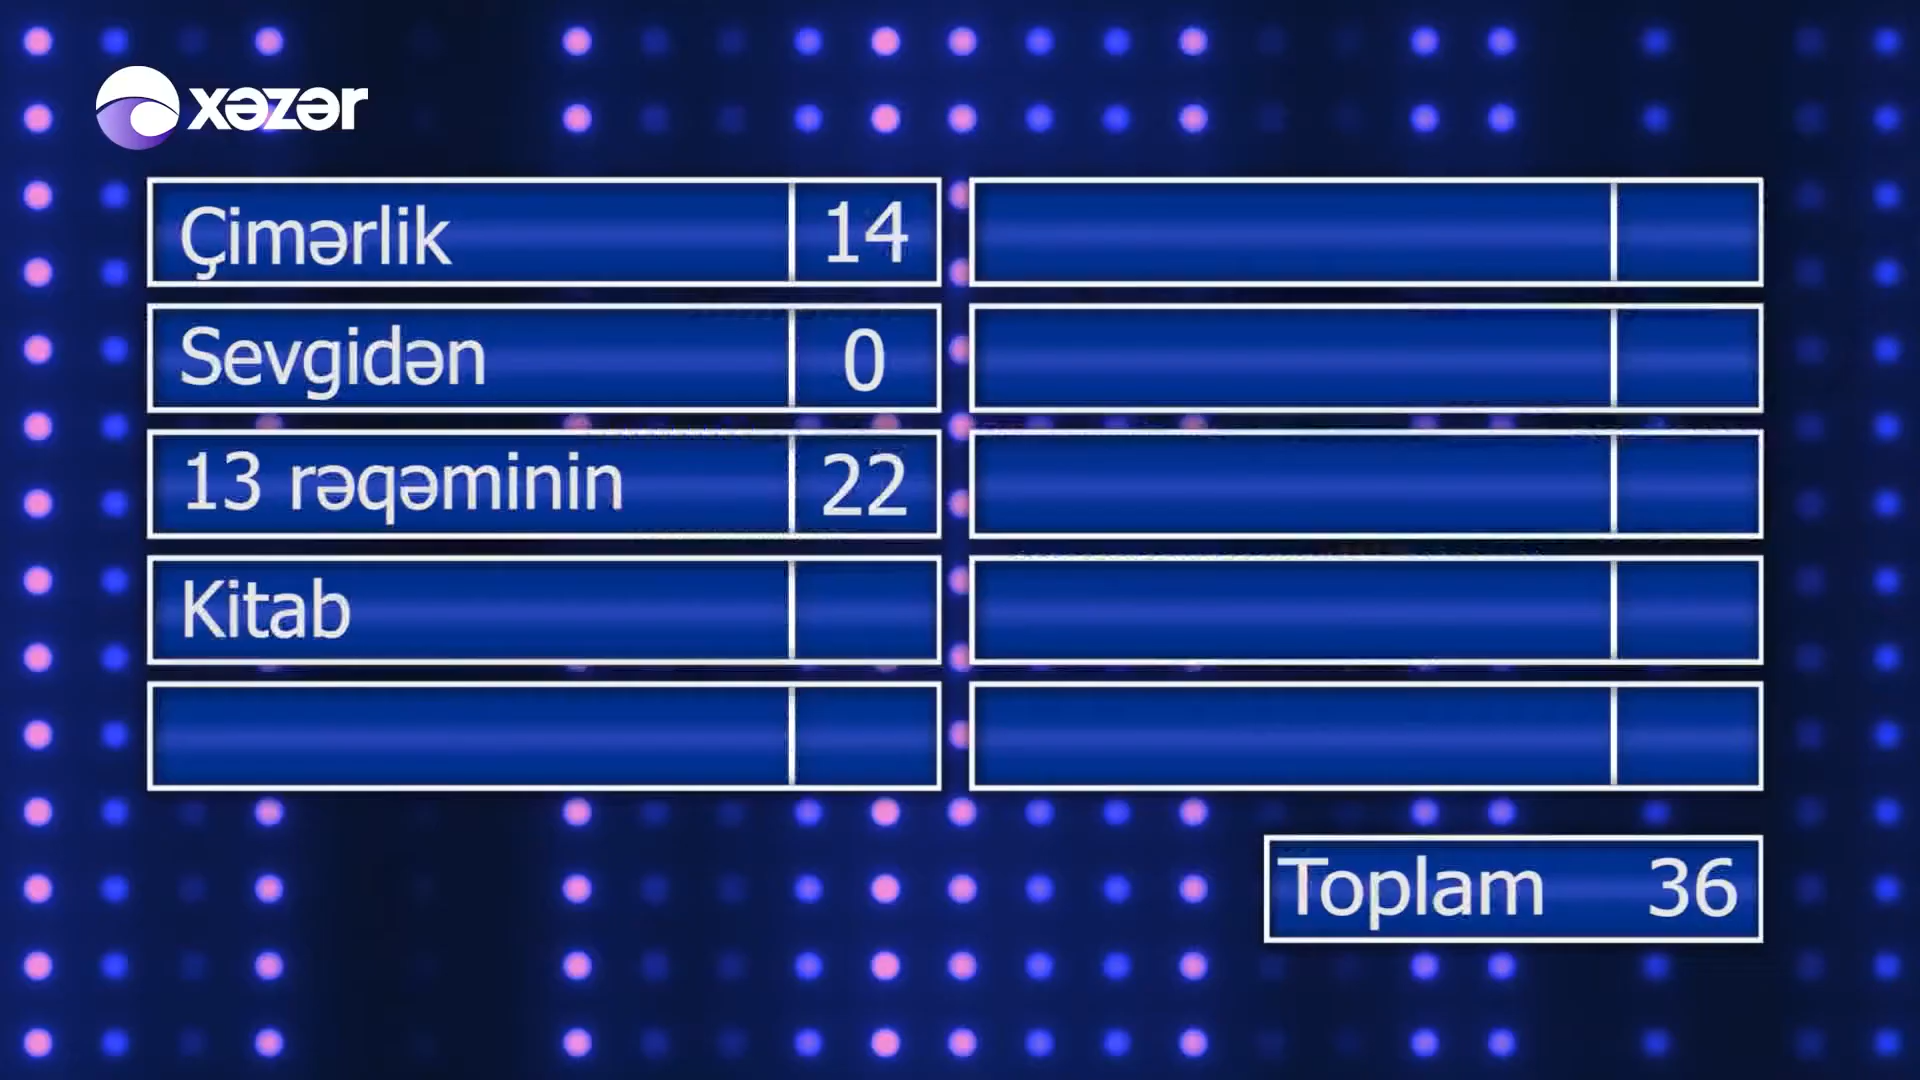 xəzər
Çimərlik 14
Sevgidən 0
13 rəqəminin 22
Kitab
Toplam 36